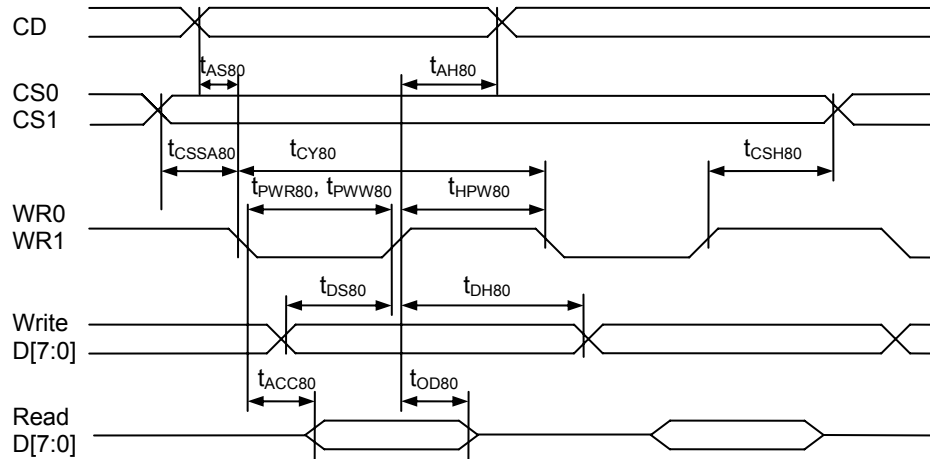 CD
tAS80
tAH80
CS0
CS1
tCSSA80
tCY80
tCSH80
tPWR80, tPWW80
tHPW80
WR0
WR1
tDS80
tDH80
Write
D[7:0]
tACC80
tOD80
Read
D[7:0]